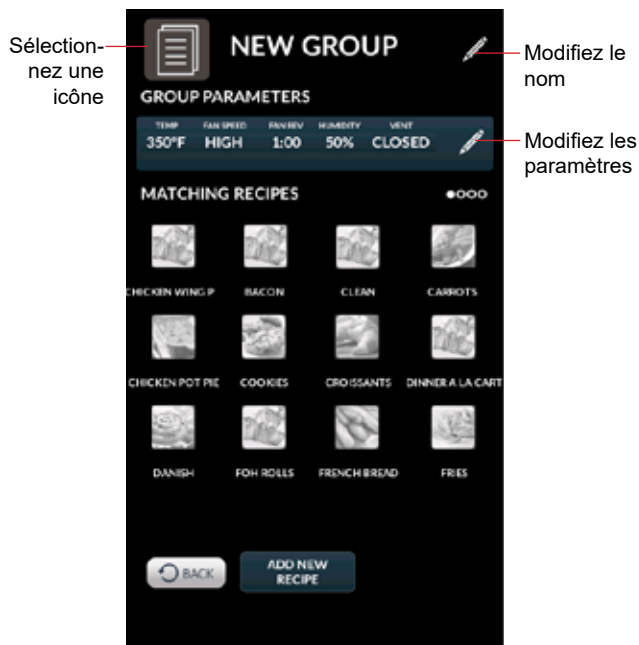 Sélection-
nez une
icône
NEW GROUP
Modifiez le
nom
GROUP PARAMETERS
TEMP FAN SPEED FAN REV HUMIDITY VENT
350°F HIGH 1:00 50% CLOSED
Modifiez les
paramètres
MATCHING RECIPES
CHICKEN WING P BACON CLEAN CARROTS
CHICKEN POT PIE COOKIES CROISSANTS DINNER A LA CART
DANISH FOH ROLLS FRENCH BREAD FRIES
BACK
ADD NEW
RECIPE